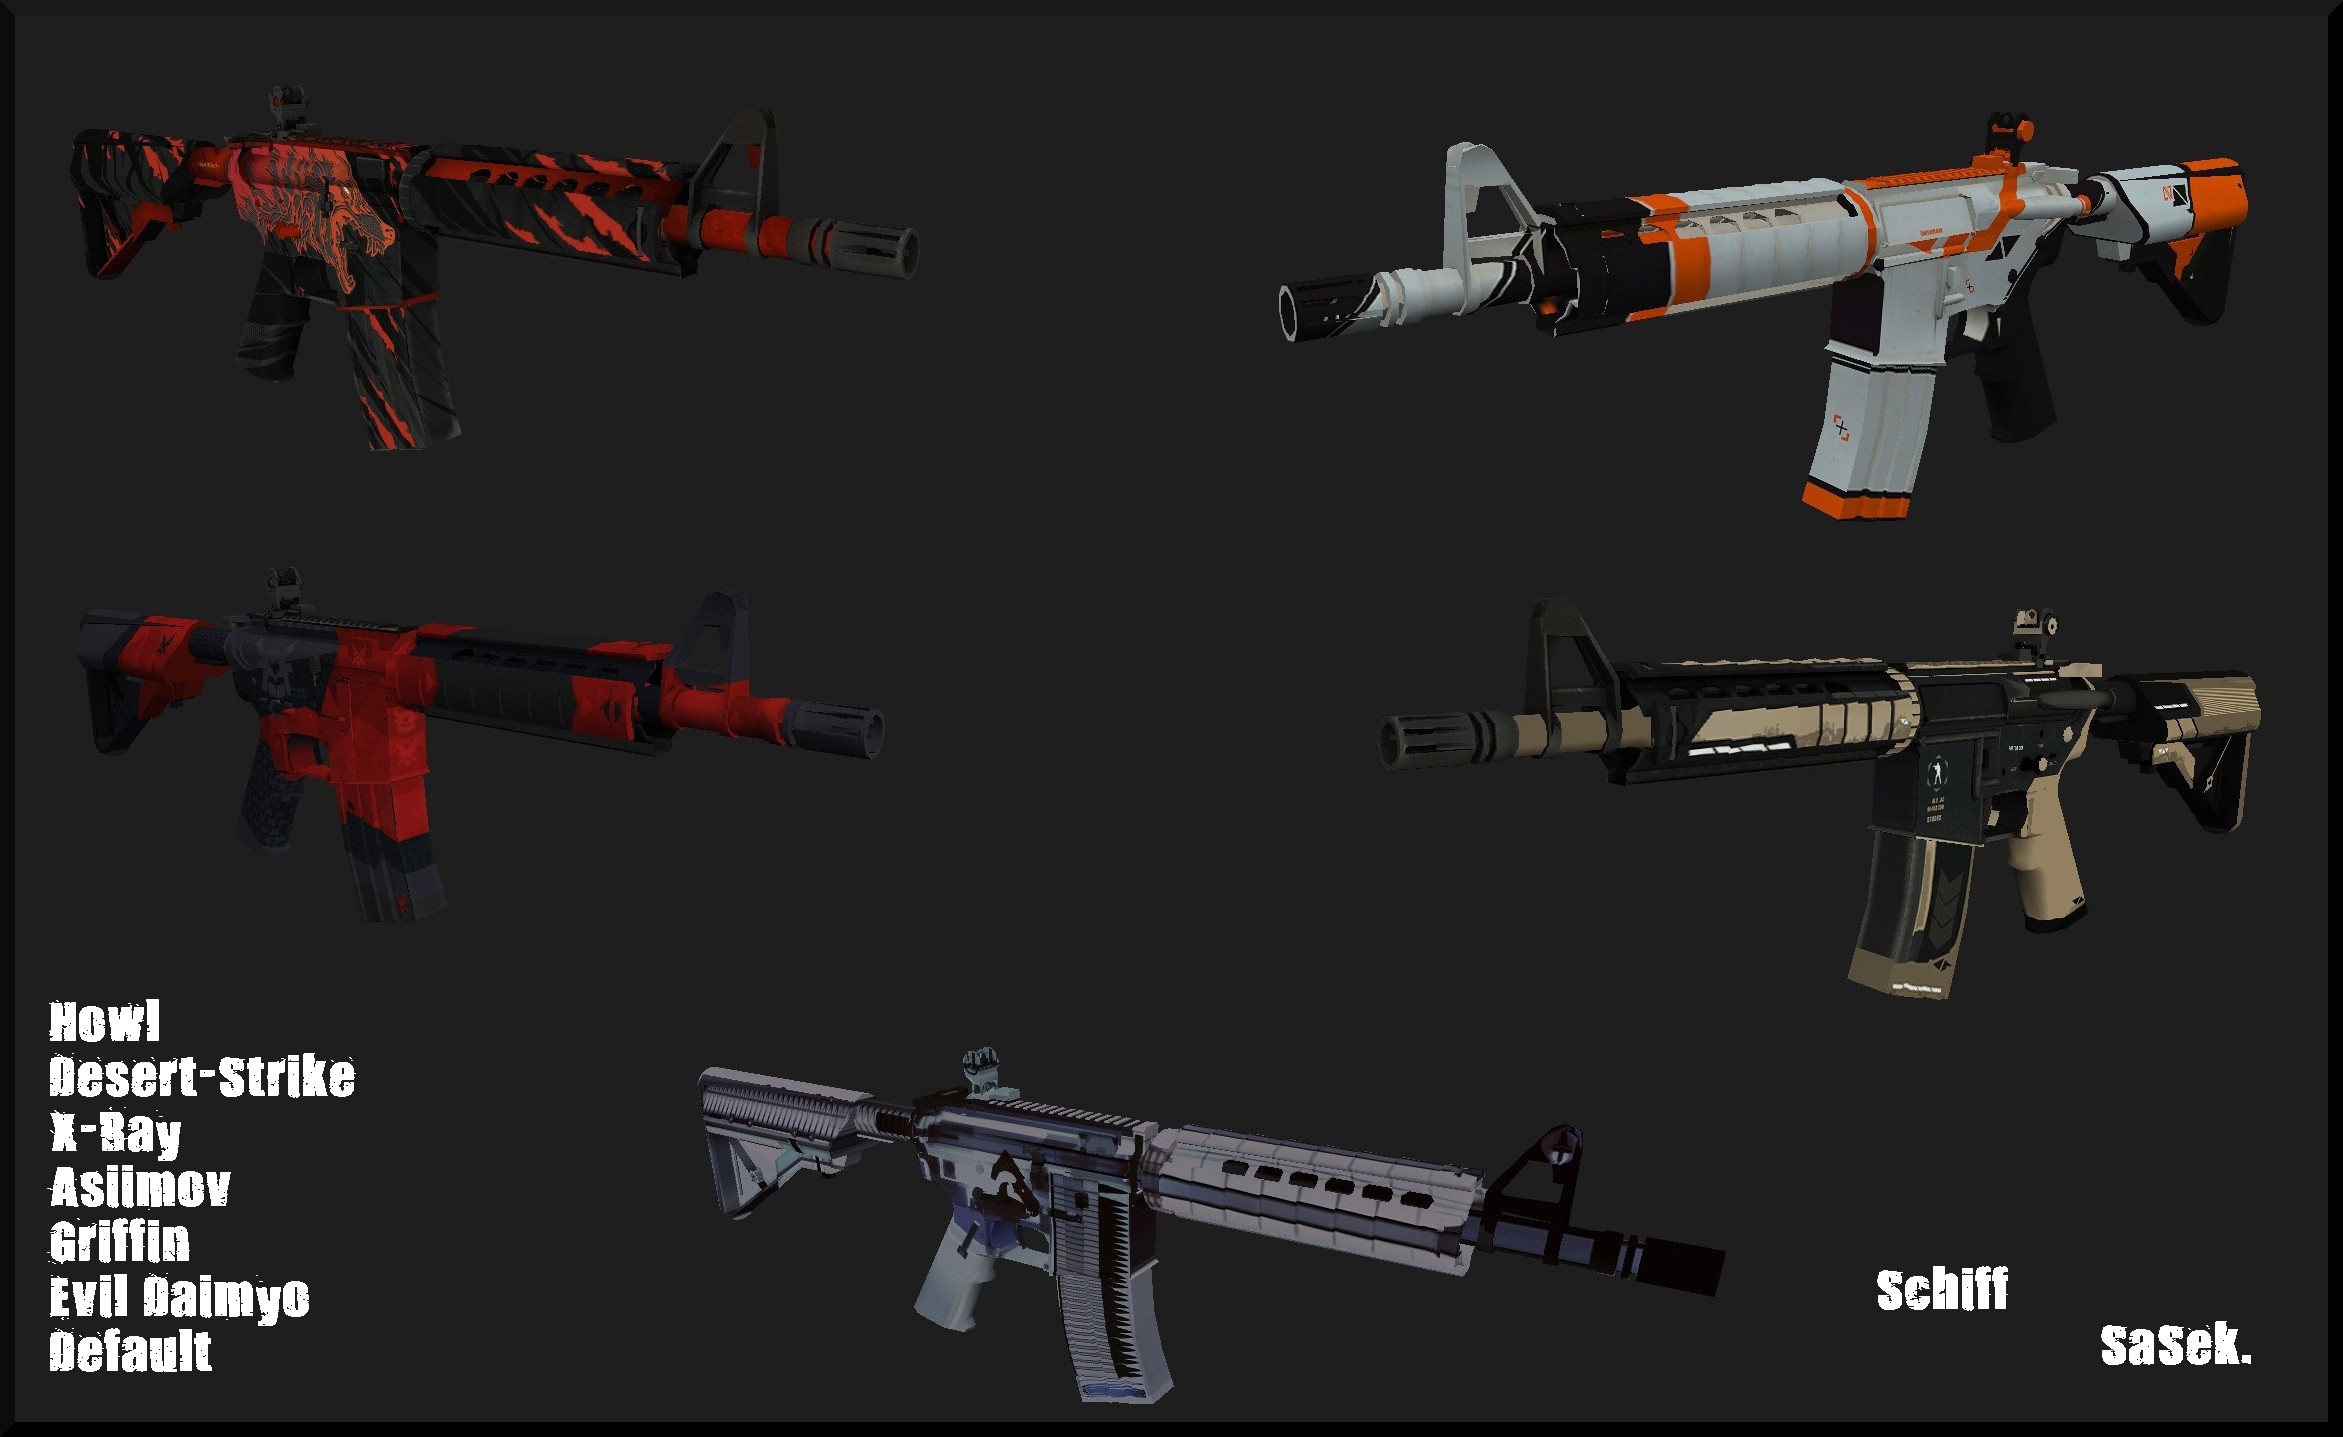 Howl
Desert-Strike
X-Ray
Asiimov
Griffin
Evil Daimyo
Default
Schiff
SaSek.